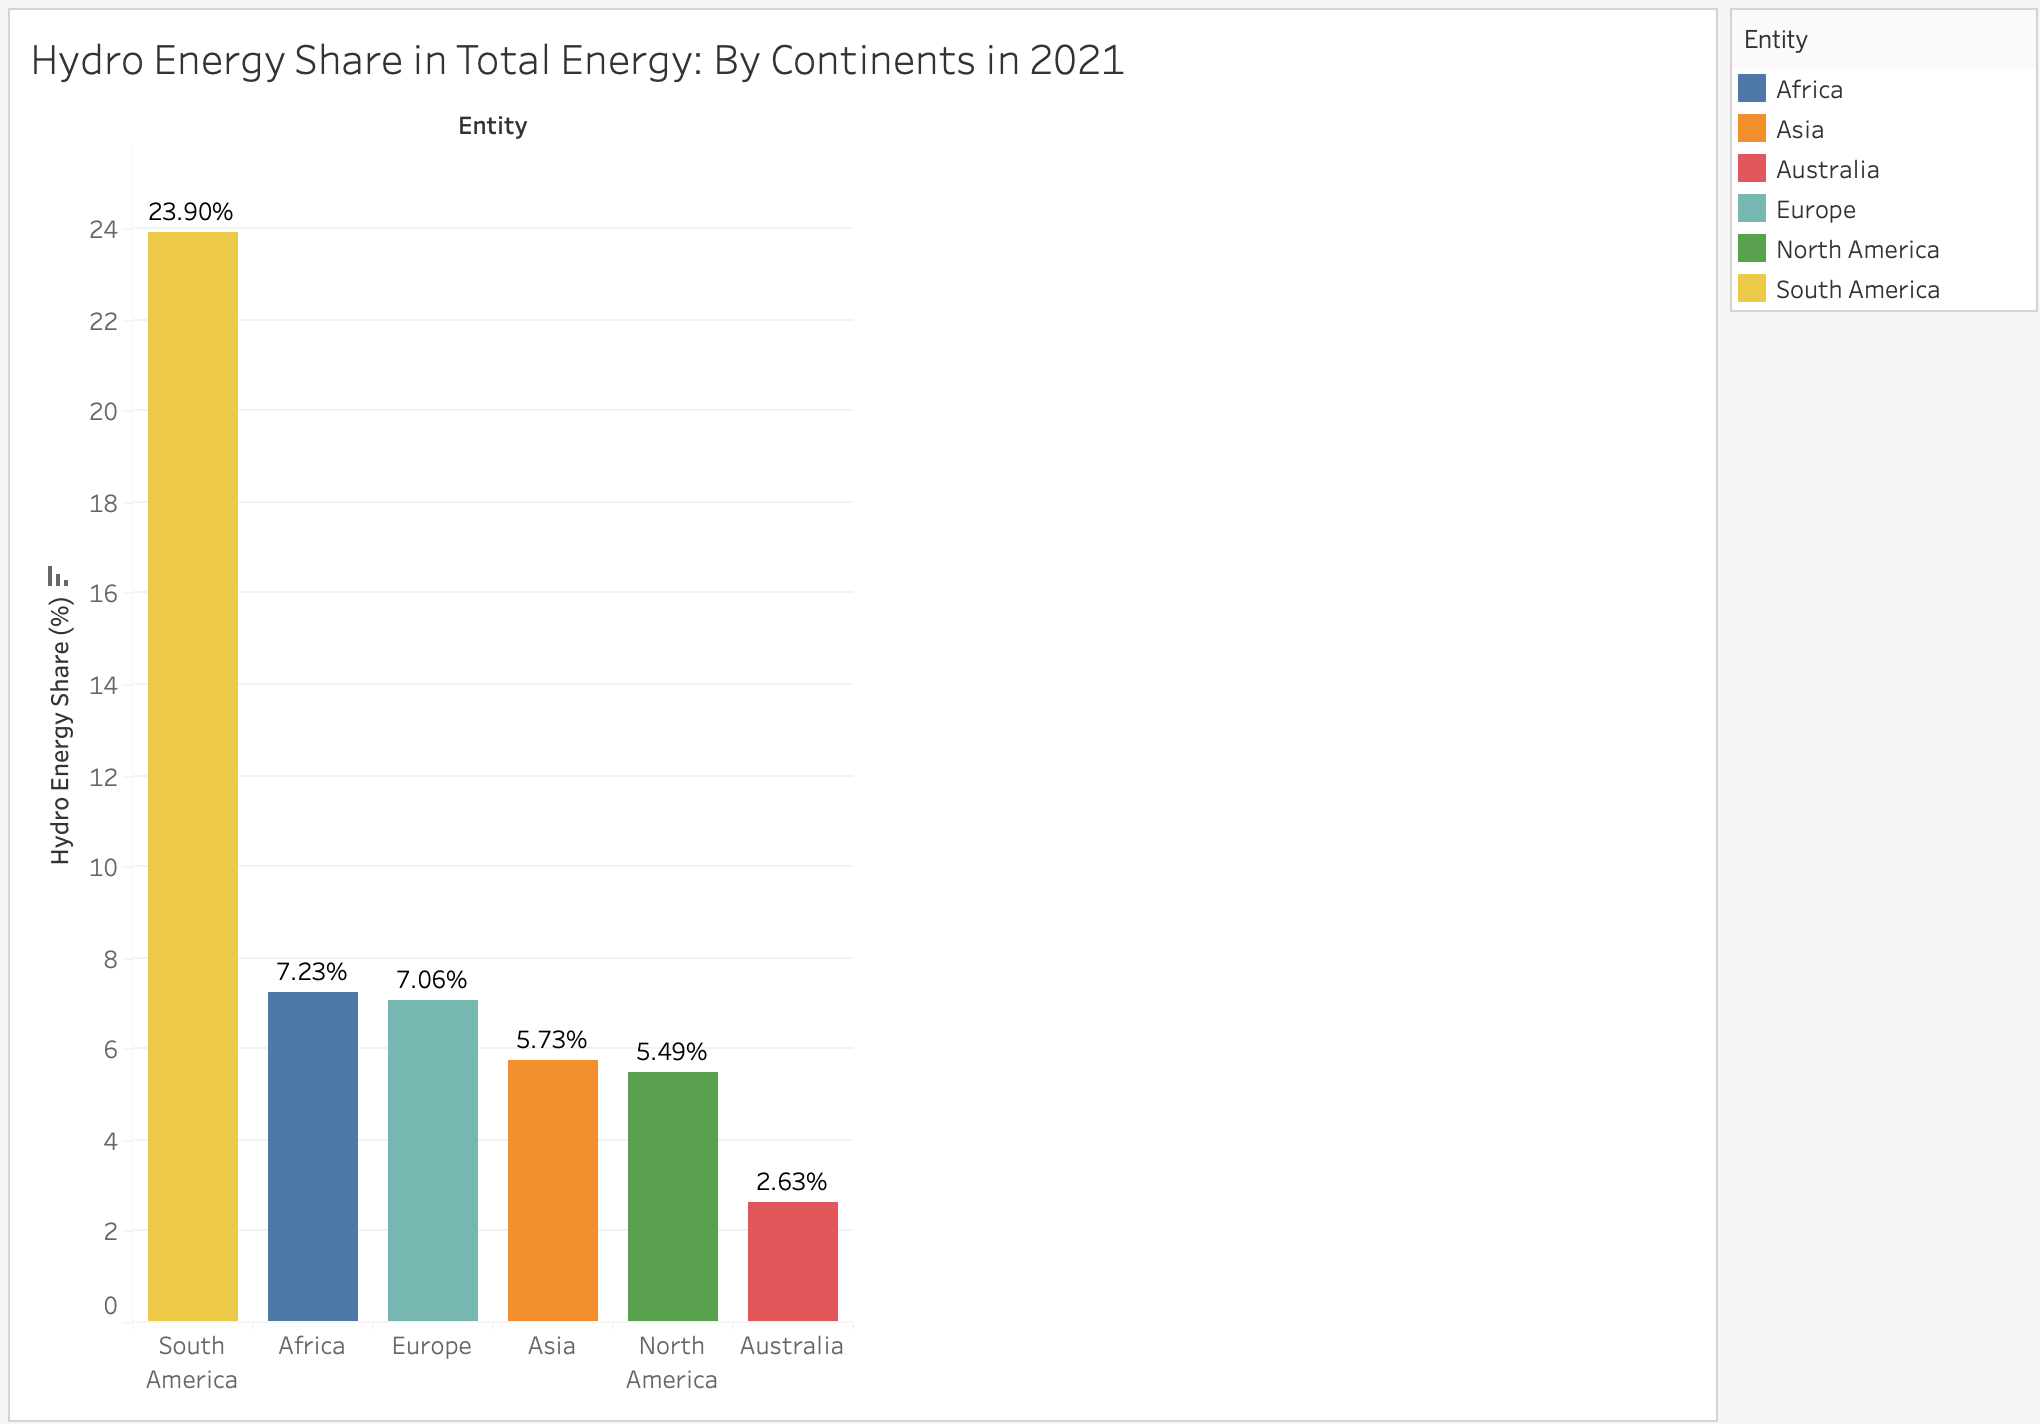 Hydro Energy Share in Total Energy: By Continents in 2021
Entity
Hydro Energy Share (%)
24
22
20
18
16
14
12
10
8
6
4
2
0
23.90%
7.23%
7.06%
5.73%
5.49%
2.63%
South America
Africa
Europe
Asia
North America
Australia
Entity
Africa
Asia
Australia
Europe
North America
South America